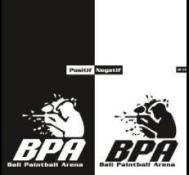 Positif Negatif
BPA BPA
Bali Paintball Arena Bali Paintball Arena